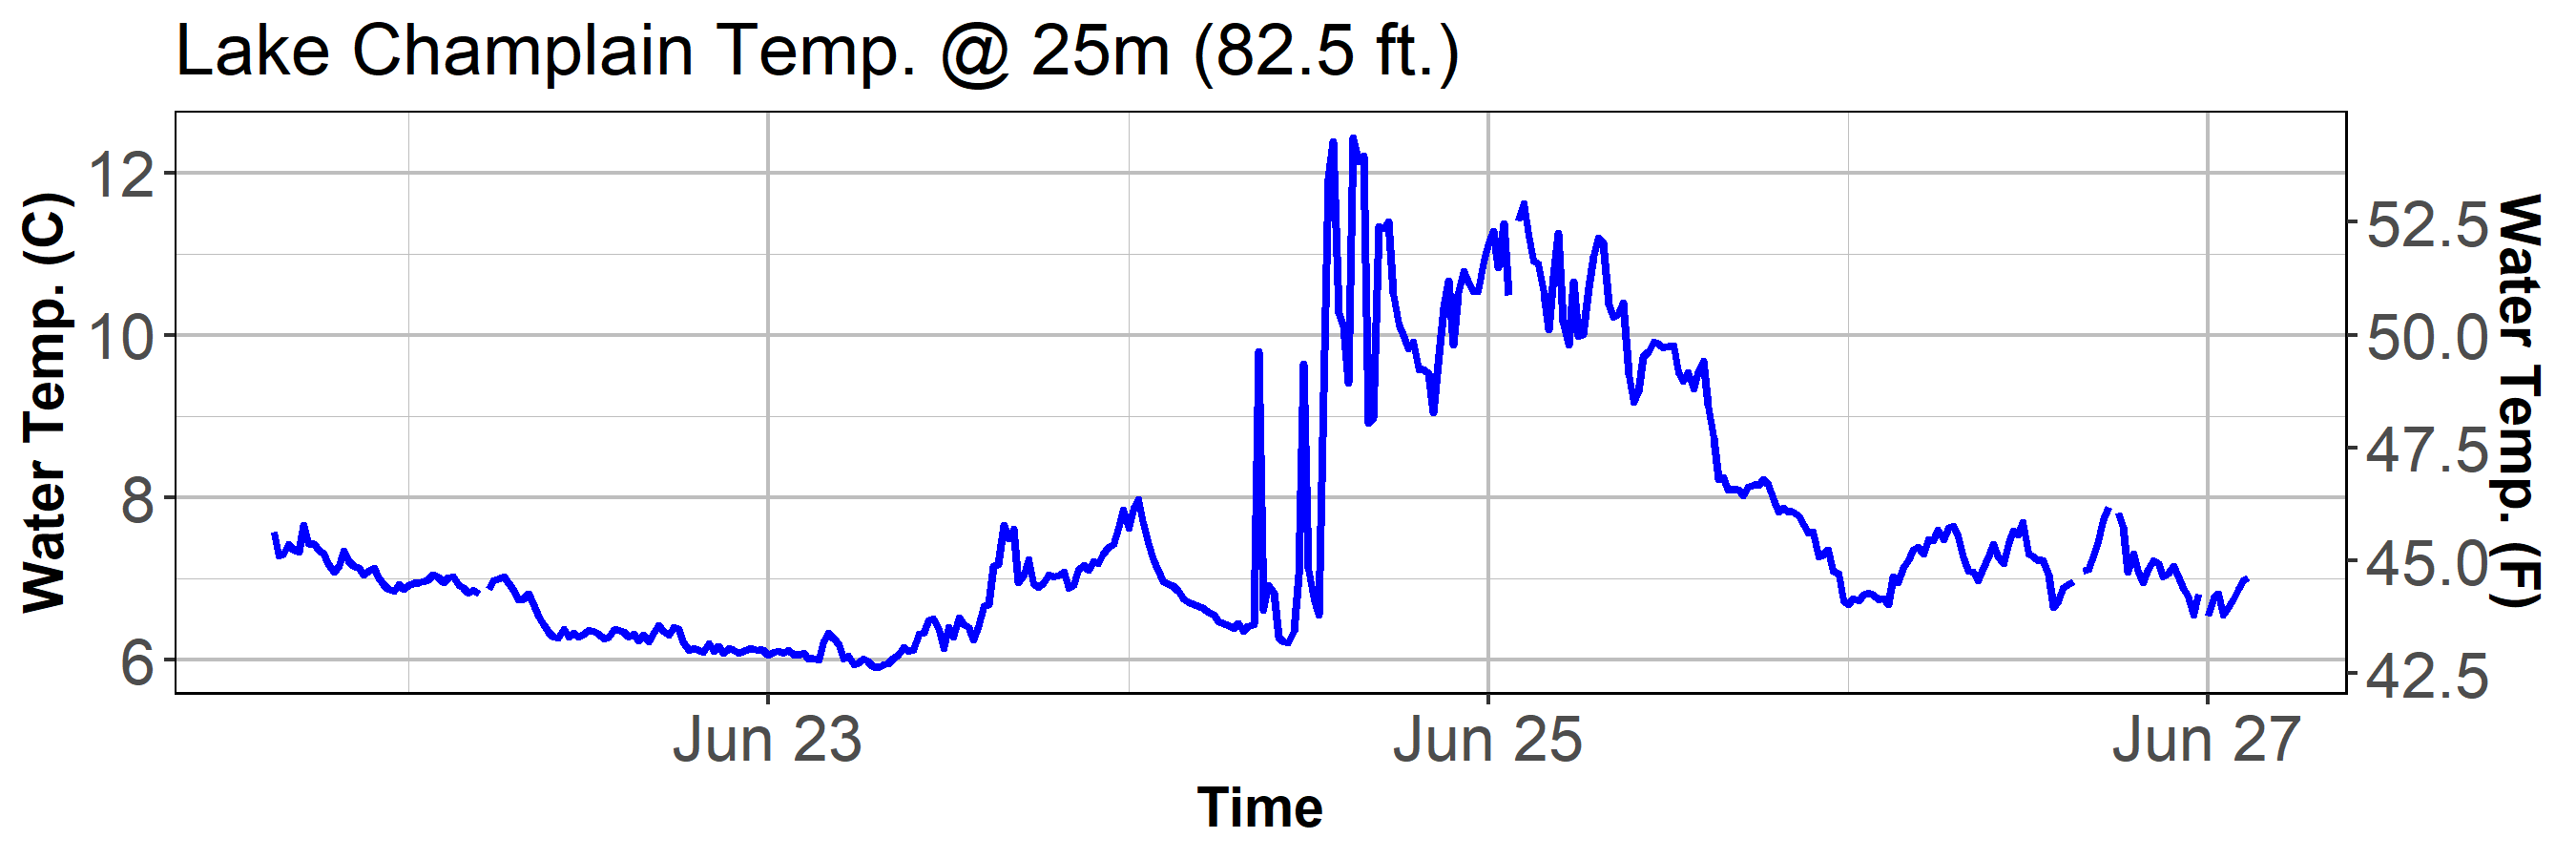 Lake Champlain Temp. @ 25m (82.5 ft.)
Water Temp. (C)
12
10
8
6
52.5
50.0
47.5
45.0
42.5
Water Temp. (F)
Jun 23
Jun 25
Jun 27
Time